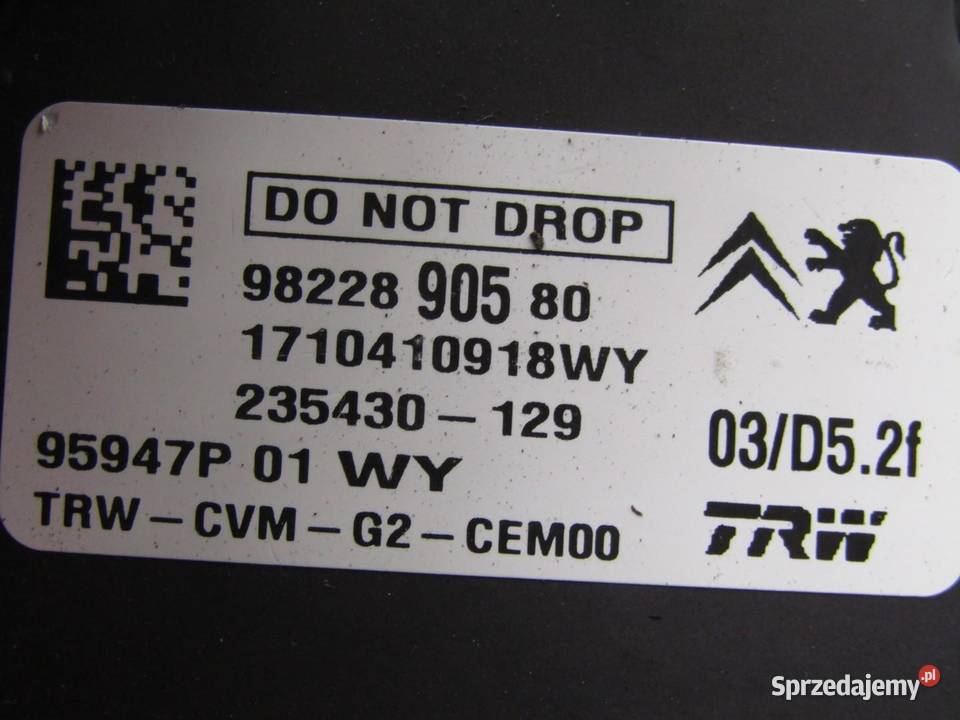 DO NOT DROP
98228 905 80
1710410918WY
235430-129
95947P 01 WY
03/D5.2f
TRW-CVM-G2-CEM00
TRW
Sprzedajemy.pl